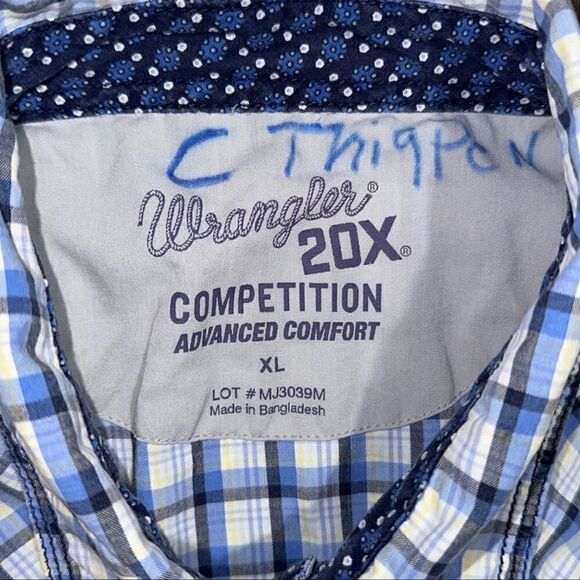 C ThigPen
Wrangler®
20X®
COMPETITION
ADVANCED COMFORT
XL
LOT # MJ3039M
Made in Bangladesh